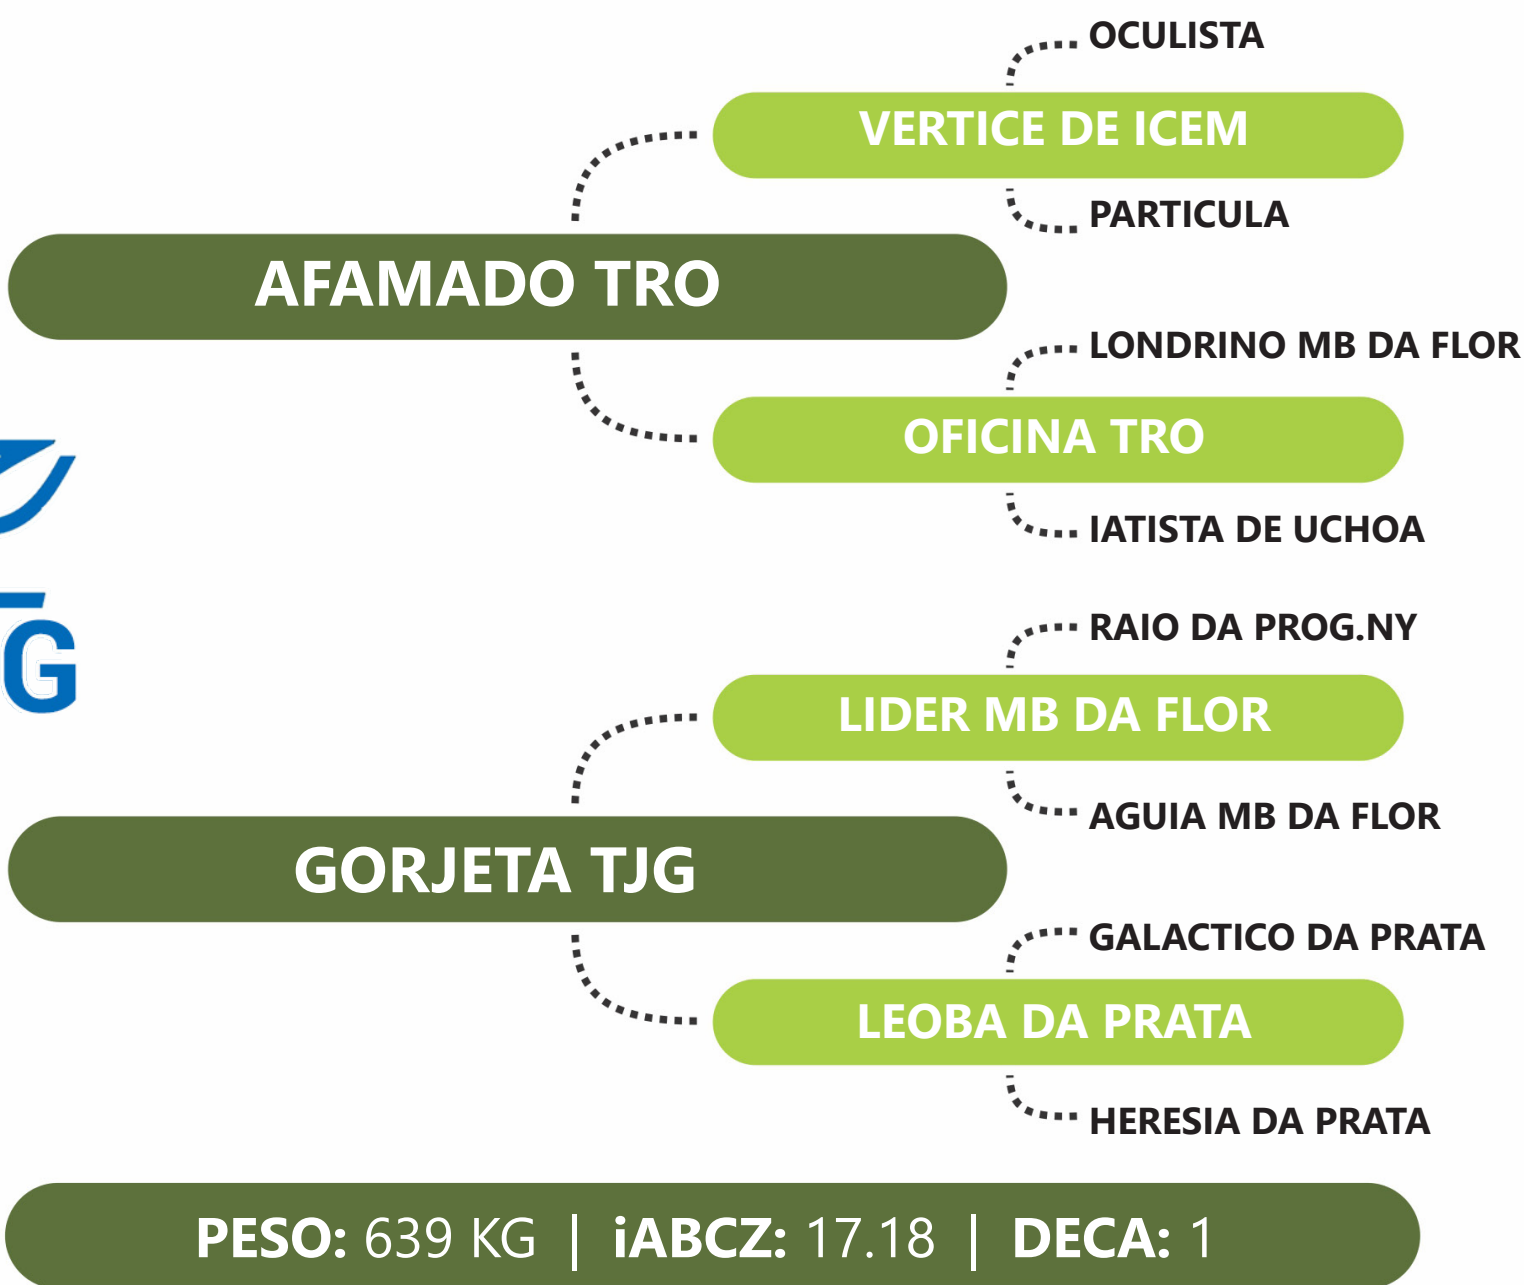 OCULISTA
VERTICE DE ICEM
PARTICULA
AFAMADO TRO
LONDRINO MB DA FLOR
OFICINA TRO
IATISTA DE UCHOA
RAIO DA PROG.NY
LIDER MB DA FLOR
AGUIA MB DA FLOR
GORJETA TJG
GALACTICO DA PRATA
LEOBA DA PRATA
HERESIA DA PRATA
G
PESO: 639 KG | iABCZ: 17.18 | DECA: 1